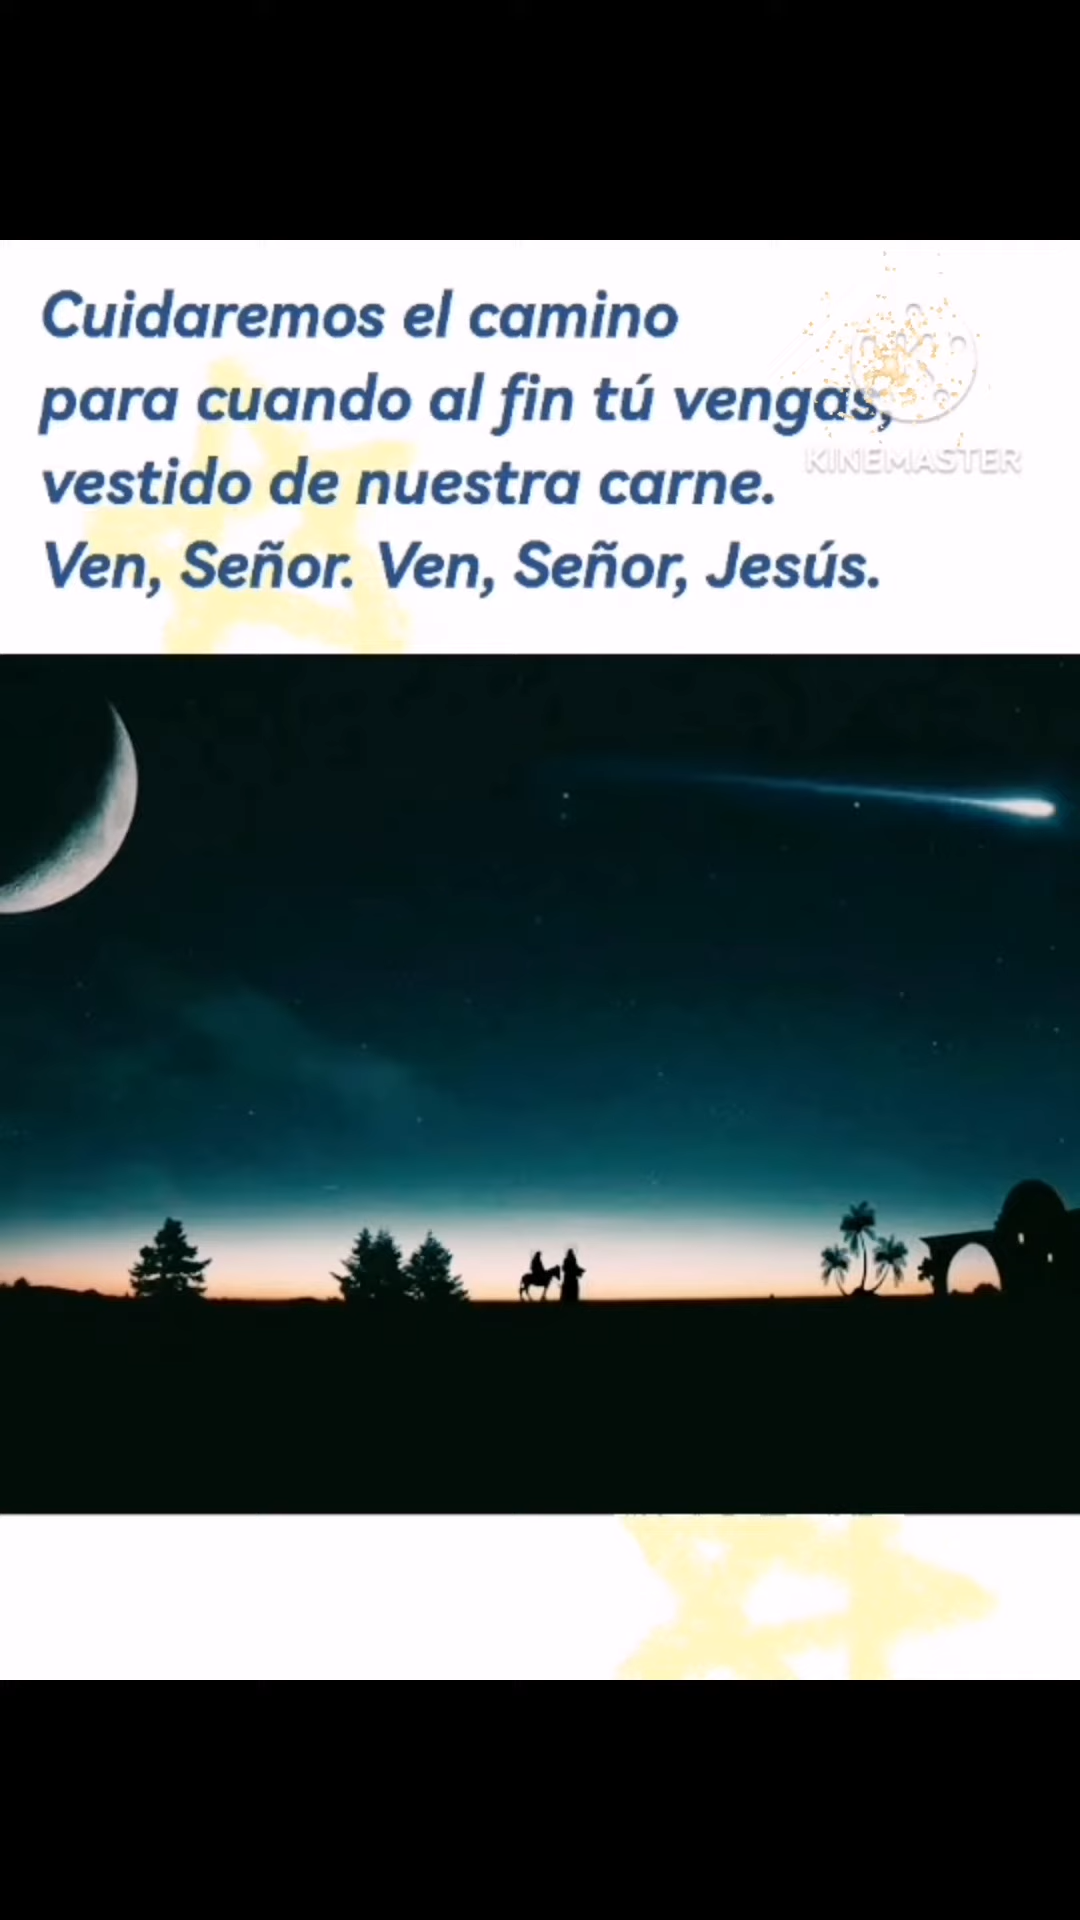 Cuidaremos el camino
para cuando al fin tú vengas,
vestido de nuestra carne.
Ven, Señor. Ven, Señor, Jesús.
KINEMASTER